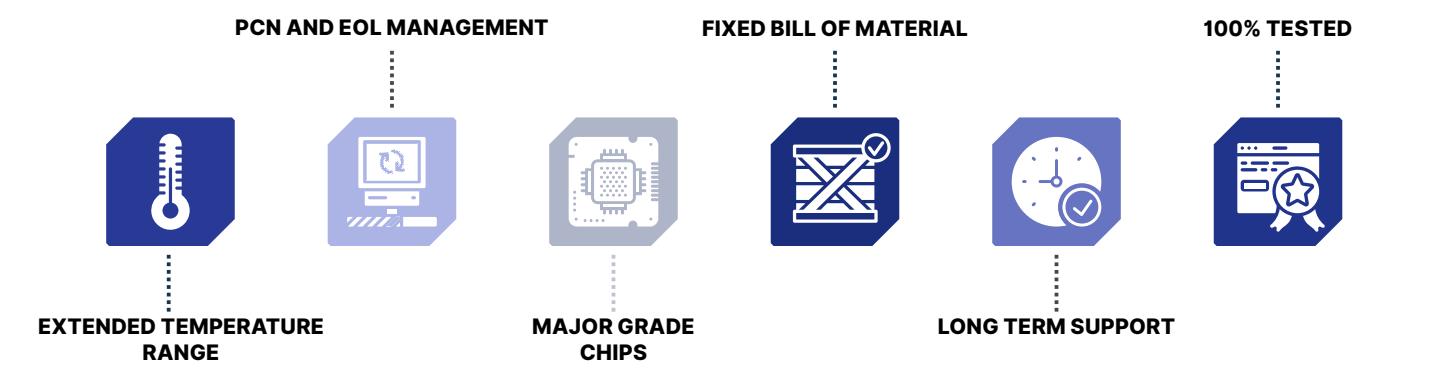 PCN AND EOL MANAGEMENT
FIXED BILL OF MATERIAL
100% TESTED
EXTENDED TEMPERATURE
RANGE
MAJOR GRADE
CHIPS
LONG TERM SUPPORT